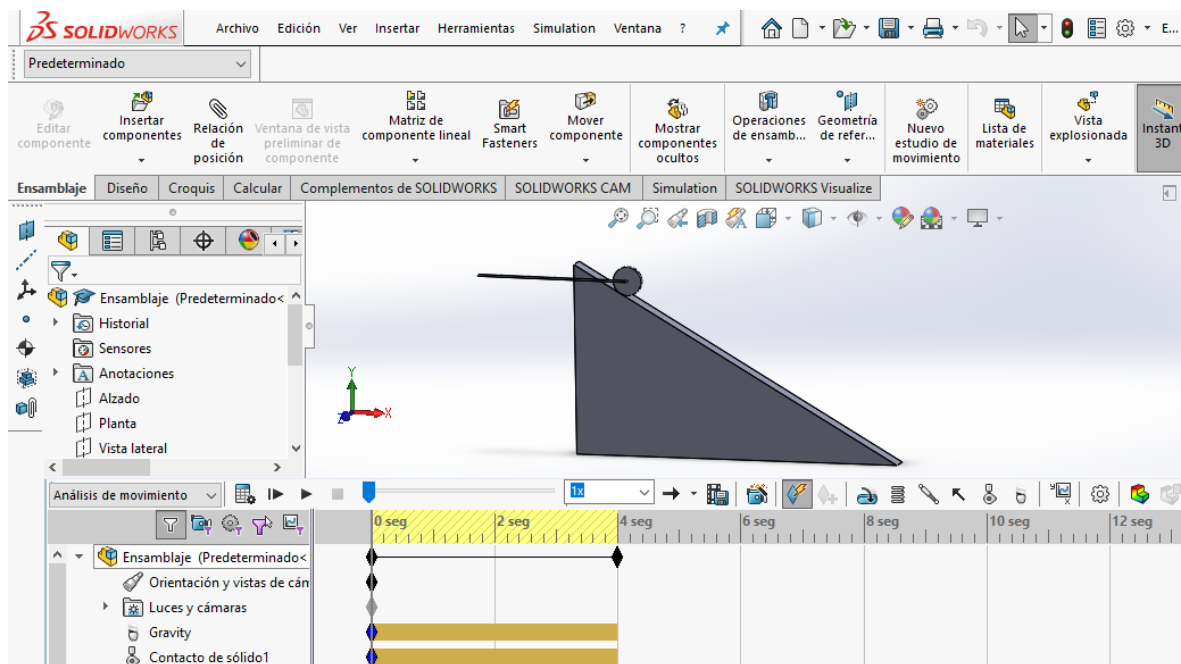 SOLIDWORKS
Archivo Edición Ver Insertar Herramientas Simulation Ventana ? E...
Predeterminado
Editar componente
Insertar componentes
Relación de posición
Ventana de vista preliminar de componente
Matriz de componente lineal
Smart Fasteners
Mover componente
Mostrar componentes ocultos
Operaciones de ensamb...
Geometría de refer...
Nuevo estudio de movimiento
Lista de materiales
Vista explosionada
Instant 3D
Ensamblaje Diseño Croquis Calcular Complementos de SOLIDWORKS SOLIDWORKS CAM Simulation SOLIDWORKS Visualize
Ensamblaje (Predeterminado<
Historial
Sensores
Anotaciones
Alzado
Planta
Vista lateral
Y
X
Z
Análisis de movimiento 1x
0 seg 2 seg 4 seg 6 seg 8 seg 10 seg 12 seg
Ensamblaje (Predeterminado<
Orientación y vistas de cám
Luces y cámaras
Gravity
Contacto de sólido1